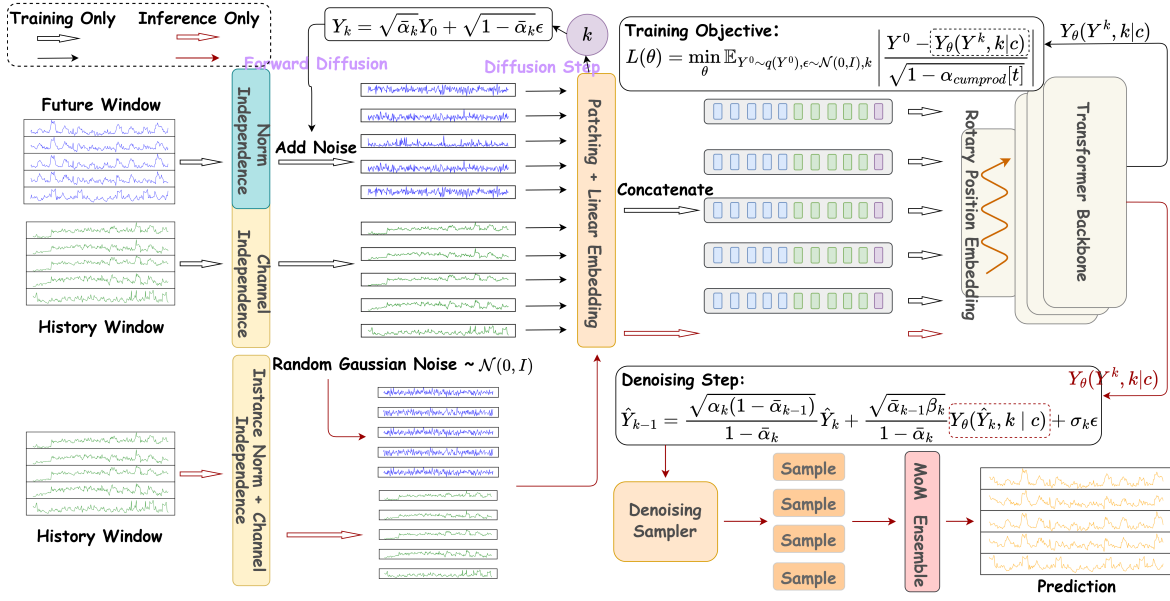 Training Only
Inference Only
Y_k = \sqrt{\bar{\alpha}_k} Y_0 + \sqrt{1 - \bar{\alpha}_k} \epsilon
k
Forward Diffusion
Diffusion Step
Training Objective:
L(\theta) = \min_{\theta} \mathbb{E}_{Y^0 \sim q(Y^0), \epsilon \sim \mathcal{N}(0, I), k} \left| \frac{Y^0 - Y_\theta(Y^k, k|c)}{\sqrt{1 - \alpha_{cumprod}[t]}} \right|
Y_\theta(Y^k, k|c)
Future Window
Norm
Independence
Add Noise
Patching + Linear Embedding
Concatenate
Rotary Position Embedding
Transformer Backbone
Channel
Independence
History Window
Random Gaussian Noise ~ \mathcal{N}(0, I)
Instance Norm + Channel
Independence
History Window
Denoising Step:
Y_\theta(Y^k, k|c)
\hat{Y}_{k-1} = \frac{\sqrt{\alpha_k}(1 - \bar{\alpha}_{k-1})}{1 - \bar{\alpha}_k} \hat{Y}_k + \frac{\sqrt{\bar{\alpha}_{k-1}} \beta_k}{1 - \bar{\alpha}_k} Y_\theta(\hat{Y}_k, k \mid c) + \sigma_k \epsilon
Denoising
Sampler
Sample
Sample
Sample
Sample
MoM Ensemble
Prediction